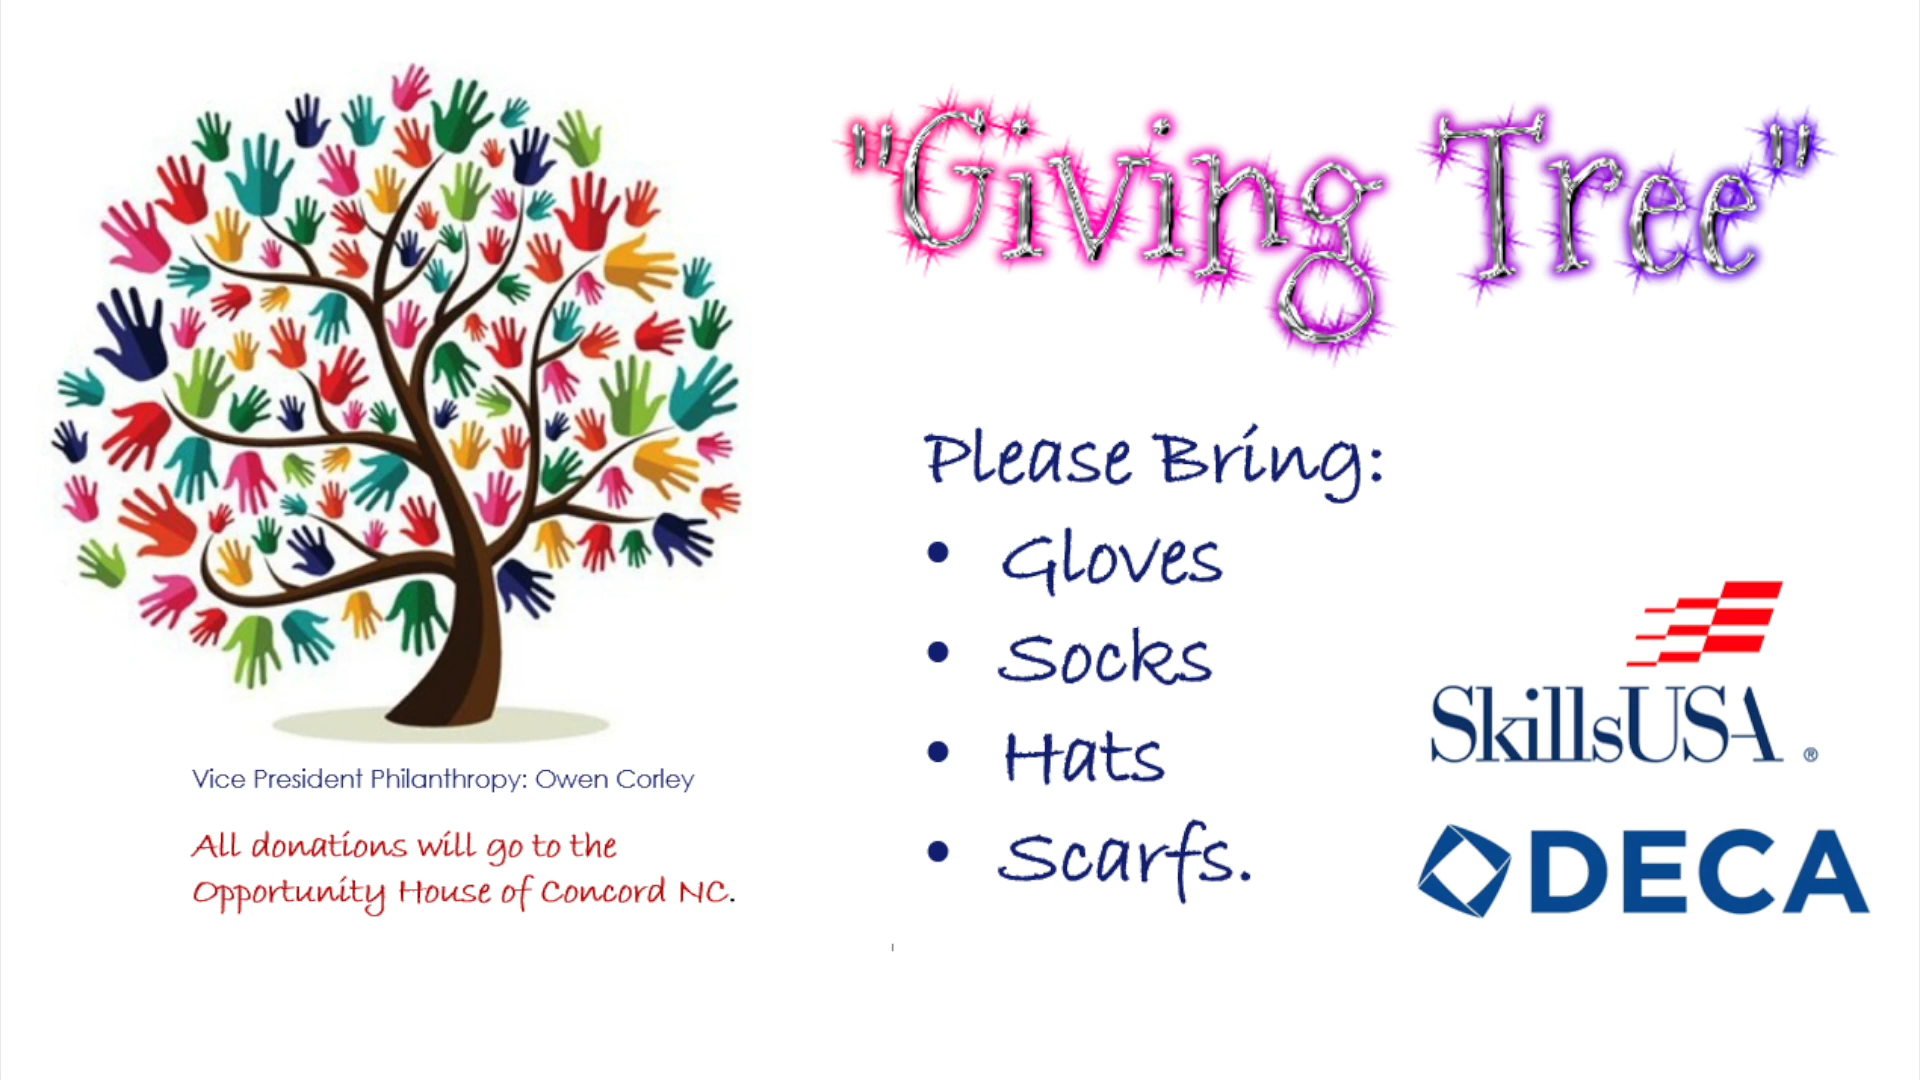 "Giving Tree"
Please Bring:
• Gloves
• Socks
• Hats
• Scarfs.
SkillsUSA ®
DECA
Vice President Philanthropy: Owen Corley
All donations will go to the
Opportunity House of Concord NC.